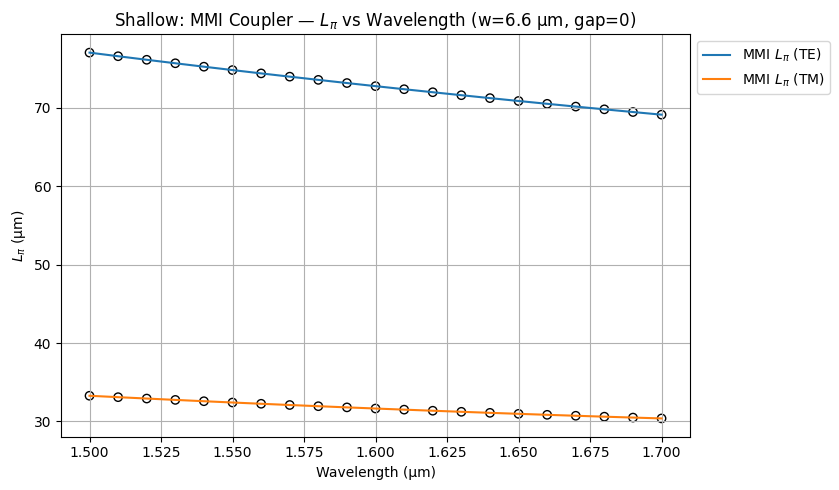 Shallow: MMI Coupler — Lπ vs Wavelength (w=6.6 μm, gap=0)
MMI Lπ (TE)
MMI Lπ (TM)
Lπ (μm)
70
60
50
40
30
1.500 1.525 1.550 1.575 1.600 1.625 1.650 1.675 1.700
Wavelength (μm)